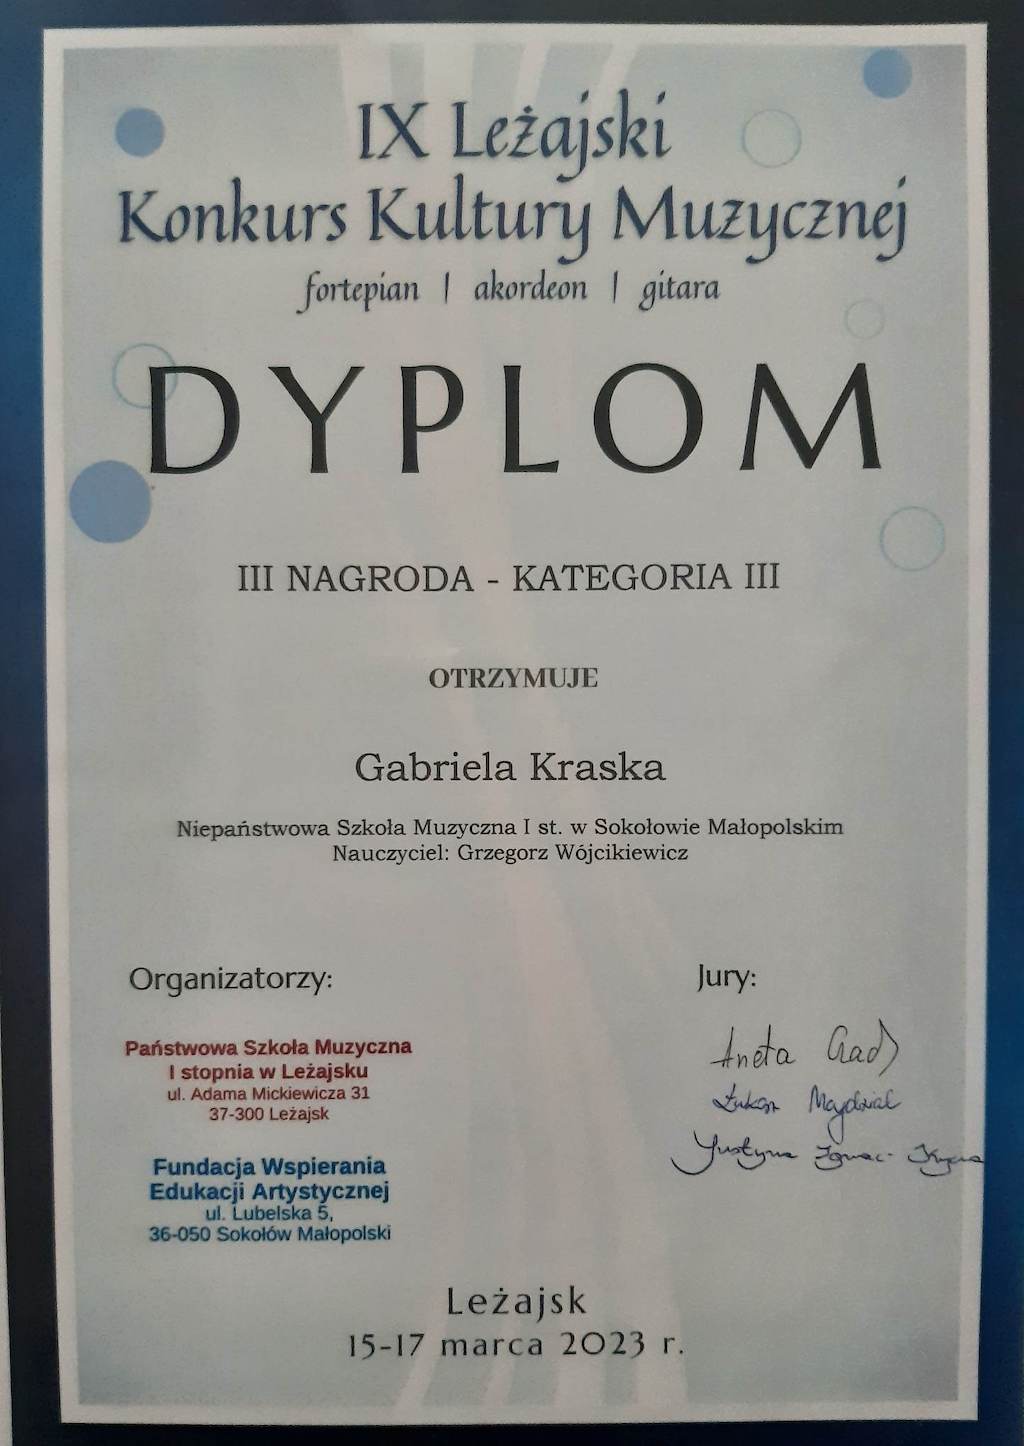 IX Leżajski
Konkurs Kultury Muzycznej
fortepian | akordeon | gitara
DYPLOM
III NAGRODA - KATEGORIA III
OTRZYMUJE
Gabriela Kraska
Niepaństwowa Szkoła Muzyczna I st. w Sokołowie Małopolskim
Nauczyciel: Grzegorz Wójcikiewicz
Organizatorzy:
Państwowa Szkoła Muzyczna
I stopnia w Leżajsku
ul. Adama Mickiewicza 31
37-300 Leżajsk
Fundacja Wspierania
Edukacji Artystycznej
ul. Lubelska 5,
36-050 Sokołów Małopolski
Jury:
Aneta
Justyna
Leżajsk
15-17 marca 2023 r.